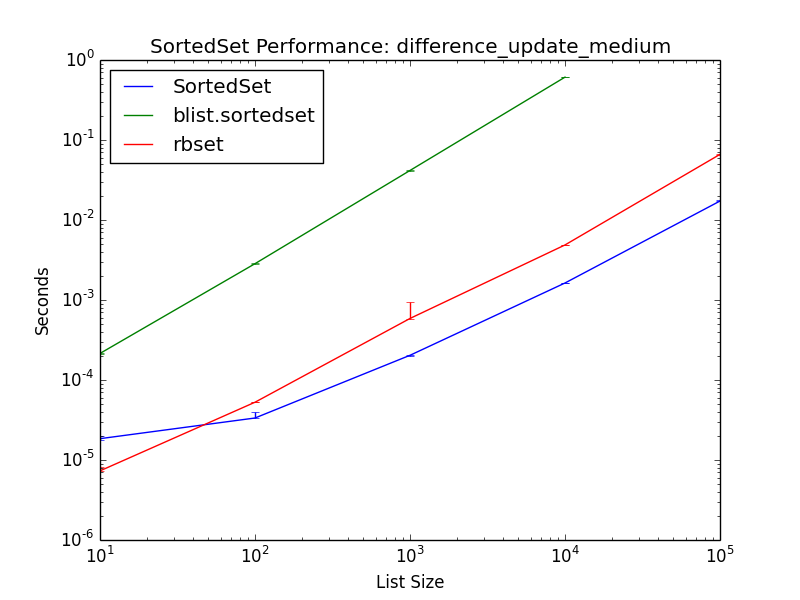 SortedSet Performance: difference_update_medium
10⁰
SortedSet
blist.sortedset
rbset
10⁻¹
10⁻²
10⁻³
10⁻⁴
10⁻⁵
10⁻⁶
Seconds
10¹ 10² 10³ 10⁴ 10⁵
List Size